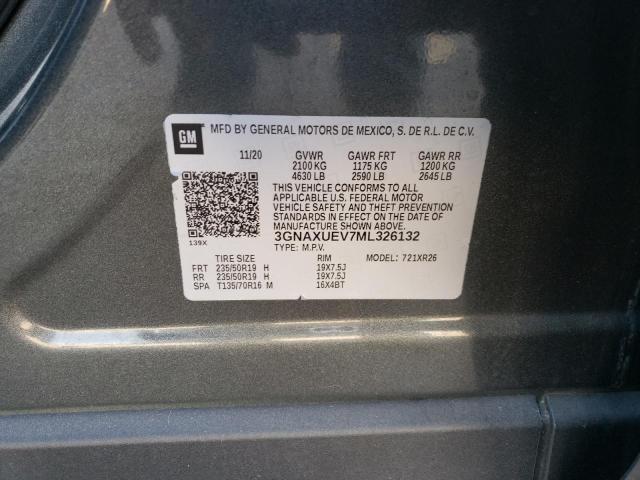 GM
MFD BY GENERAL MOTORS DE MEXICO, S. DE R.L. DE C.V.
11/20 GVWR GAWR FRT GAWR RR
2100 KG 1175 KG 1200 KG
4630 LB 2590 LB 2645 LB
THIS VEHICLE CONFORMS TO ALL
APPLICABLE U.S. FEDERAL MOTOR
VEHICLE SAFETY AND THEFT PREVENTION
STANDARDS IN EFFECT ON THE DATE OF
MANUFACTURE SHOWN ABOVE.
139X
3GNAXUEV7ML326132
TYPE: M.P.V. MODEL: 721XR26
TIRE SIZE RIM
FRT 235/50R19 H 19X7.5J
RR 235/50R19 H 19X7.5J
SPA T135/70R16 M 16X4BT